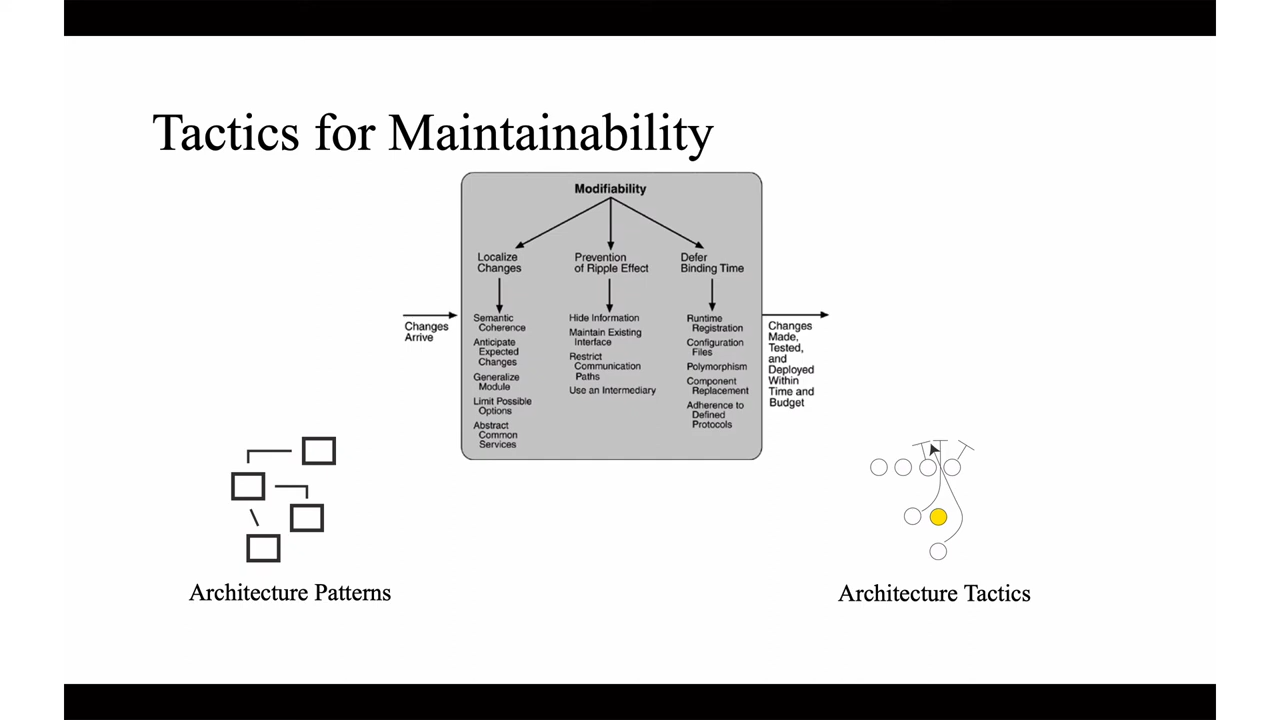 Tactics for Maintainability
Modifiability
Localize
Changes
Prevention
of Ripple Effect
Defer
Binding Time
Changes
Arrive
Semantic
Coherence
Anticipate
Expected
Changes
Generalize
Module
Limit Possible
Options
Abstract
Common
Services
Hide Information
Maintain Existing
Interface
Restrict
Communication
Paths
Use an Intermediary
Runtime
Registration
Configuration
Files
Polymorphism
Component
Replacement
Adherence to
Defined
Protocols
Changes
Made,
Tested,
and
Deployed
Within
Time and
Budget
Architecture Patterns
Architecture Tactics